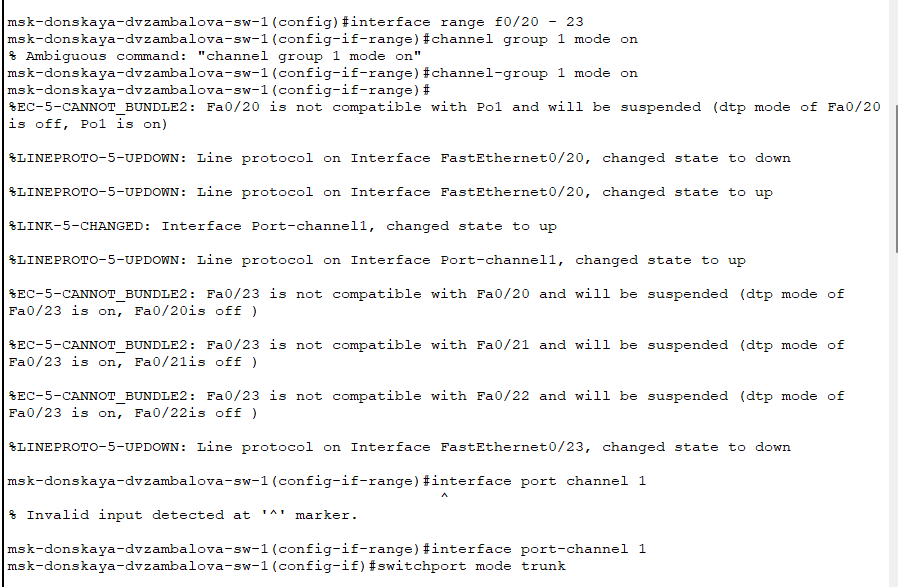 msk-donskaya-dvzambalova-sw-1(config)#interface range f0/20 - 23
msk-donskaya-dvzambalova-sw-1(config-if-range)#channel group 1 mode on
% Ambiguous command: "channel group 1 mode on"
msk-donskaya-dvzambalova-sw-1(config-if-range)#channel-group 1 mode on
msk-donskaya-dvzambalova-sw-1(config-if-range)#
%EC-5-CANNOT_BUNDLE2: Fa0/20 is not compatible with Po1 and will be suspended (dtp mode of Fa0/20
is off, Po1 is on)
%LINEPROTO-5-UPDOWN: Line protocol on Interface FastEthernet0/20, changed state to down
%LINEPROTO-5-UPDOWN: Line protocol on Interface FastEthernet0/20, changed state to up
%LINK-5-CHANGED: Interface Port-channel1, changed state to up
%LINEPROTO-5-UPDOWN: Line protocol on Interface Port-channel1, changed state to up
%EC-5-CANNOT_BUNDLE2: Fa0/23 is not compatible with Fa0/20 and will be suspended (dtp mode of
Fa0/23 is on, Fa0/20is off )
%EC-5-CANNOT_BUNDLE2: Fa0/23 is not compatible with Fa0/21 and will be suspended (dtp mode of
Fa0/23 is on, Fa0/21is off )
%EC-5-CANNOT_BUNDLE2: Fa0/23 is not compatible with Fa0/22 and will be suspended (dtp mode of
Fa0/23 is on, Fa0/22is off )
%LINEPROTO-5-UPDOWN: Line protocol on Interface FastEthernet0/23, changed state to down
msk-donskaya-dvzambalova-sw-1(config-if-range)#interface port channel 1
^
% Invalid input detected at '^' marker.
msk-donskaya-dvzambalova-sw-1(config-if-range)#interface port-channel 1
msk-donskaya-dvzambalova-sw-1(config-if)#switchport mode trunk